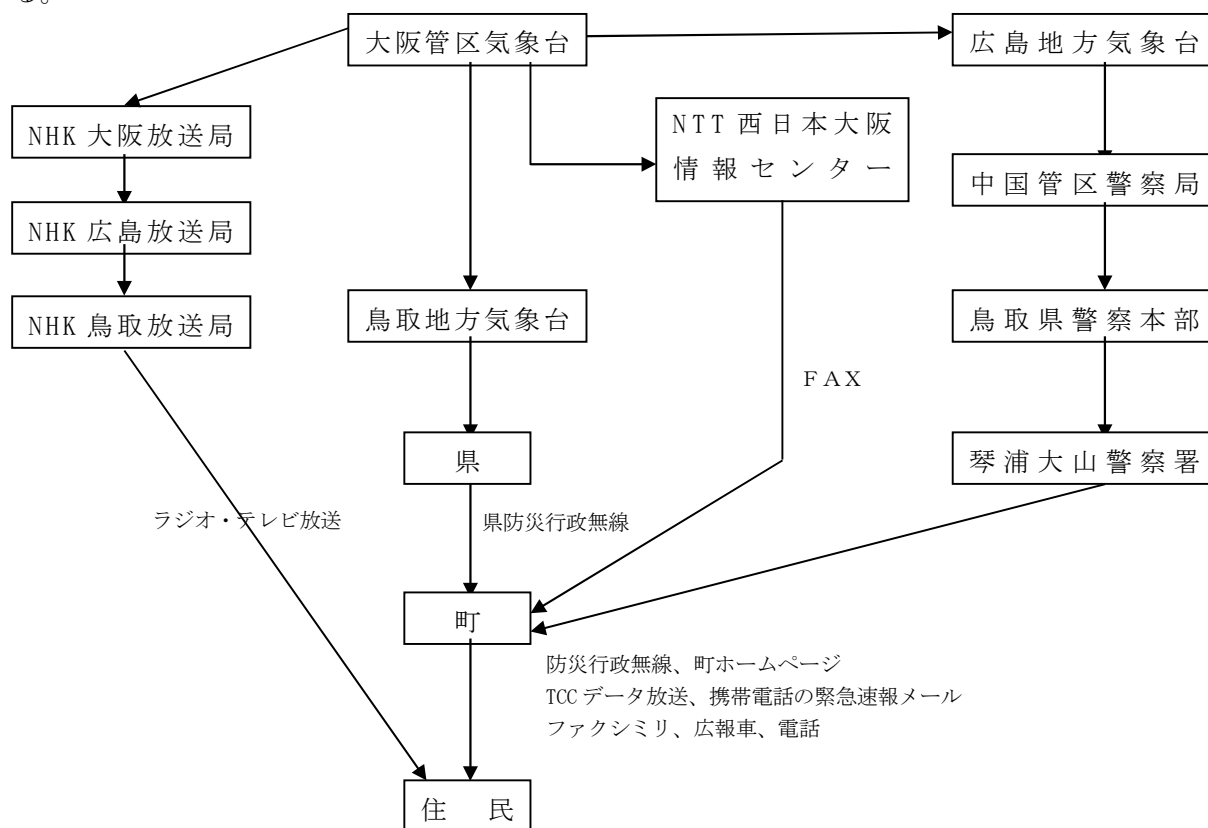 る。
大阪管区気象台
広島地方気象台
NHK 大阪放送局
NTT 西日本大阪
情報センター
中国管区警察局
NHK 広島放送局
NHK 鳥取放送局
鳥取地方気象台
鳥取県警察本部
ＦＡＸ
県
琴浦大山警察署
ラジオ・テレビ放送
県防災行政無線
町
防災行政無線、町ホームページ
TCC データ放送、携帯電話の緊急速報メール
ファクシミリ、広報車、電話
住　民